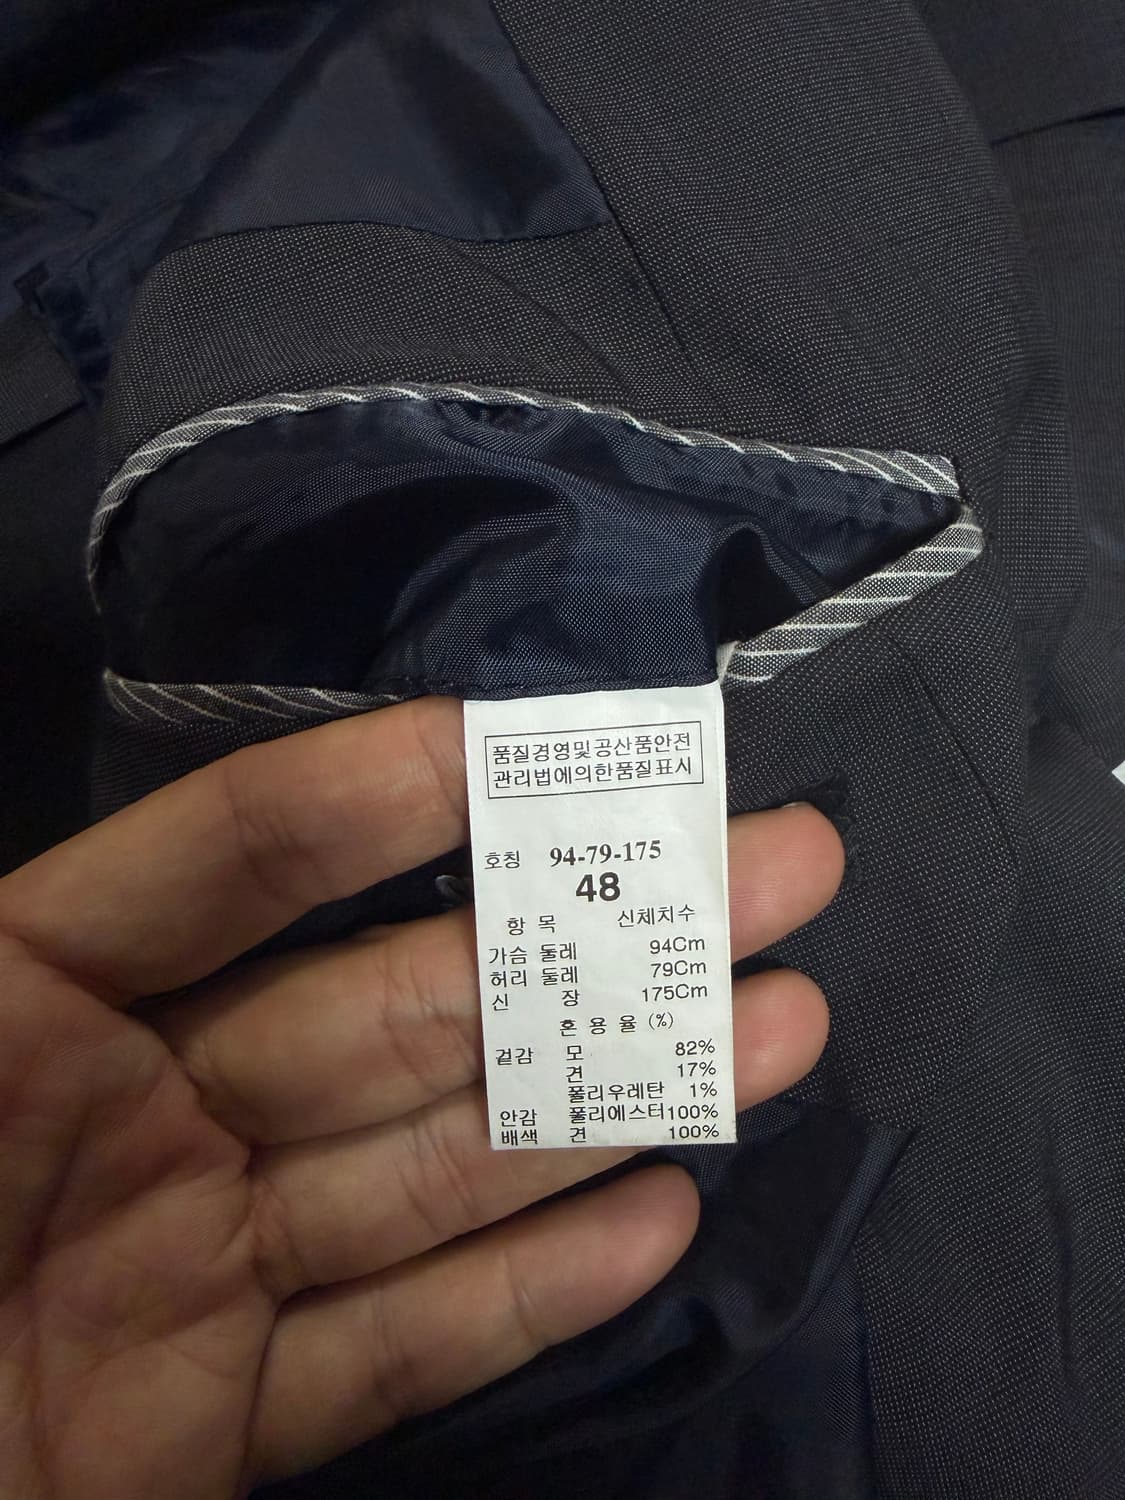 품질경영및공산품안전
관리법에의한품질표시
호칭 94-79-175
48
항 목 신체치수
가슴 둘레 94Cm
허리 둘레 79Cm
신 장 175Cm
혼 용 율 (%)
겉감 모 82%
견 17%
폴리우레탄 1%
안감 폴리에스터 100%
배색 견 100%